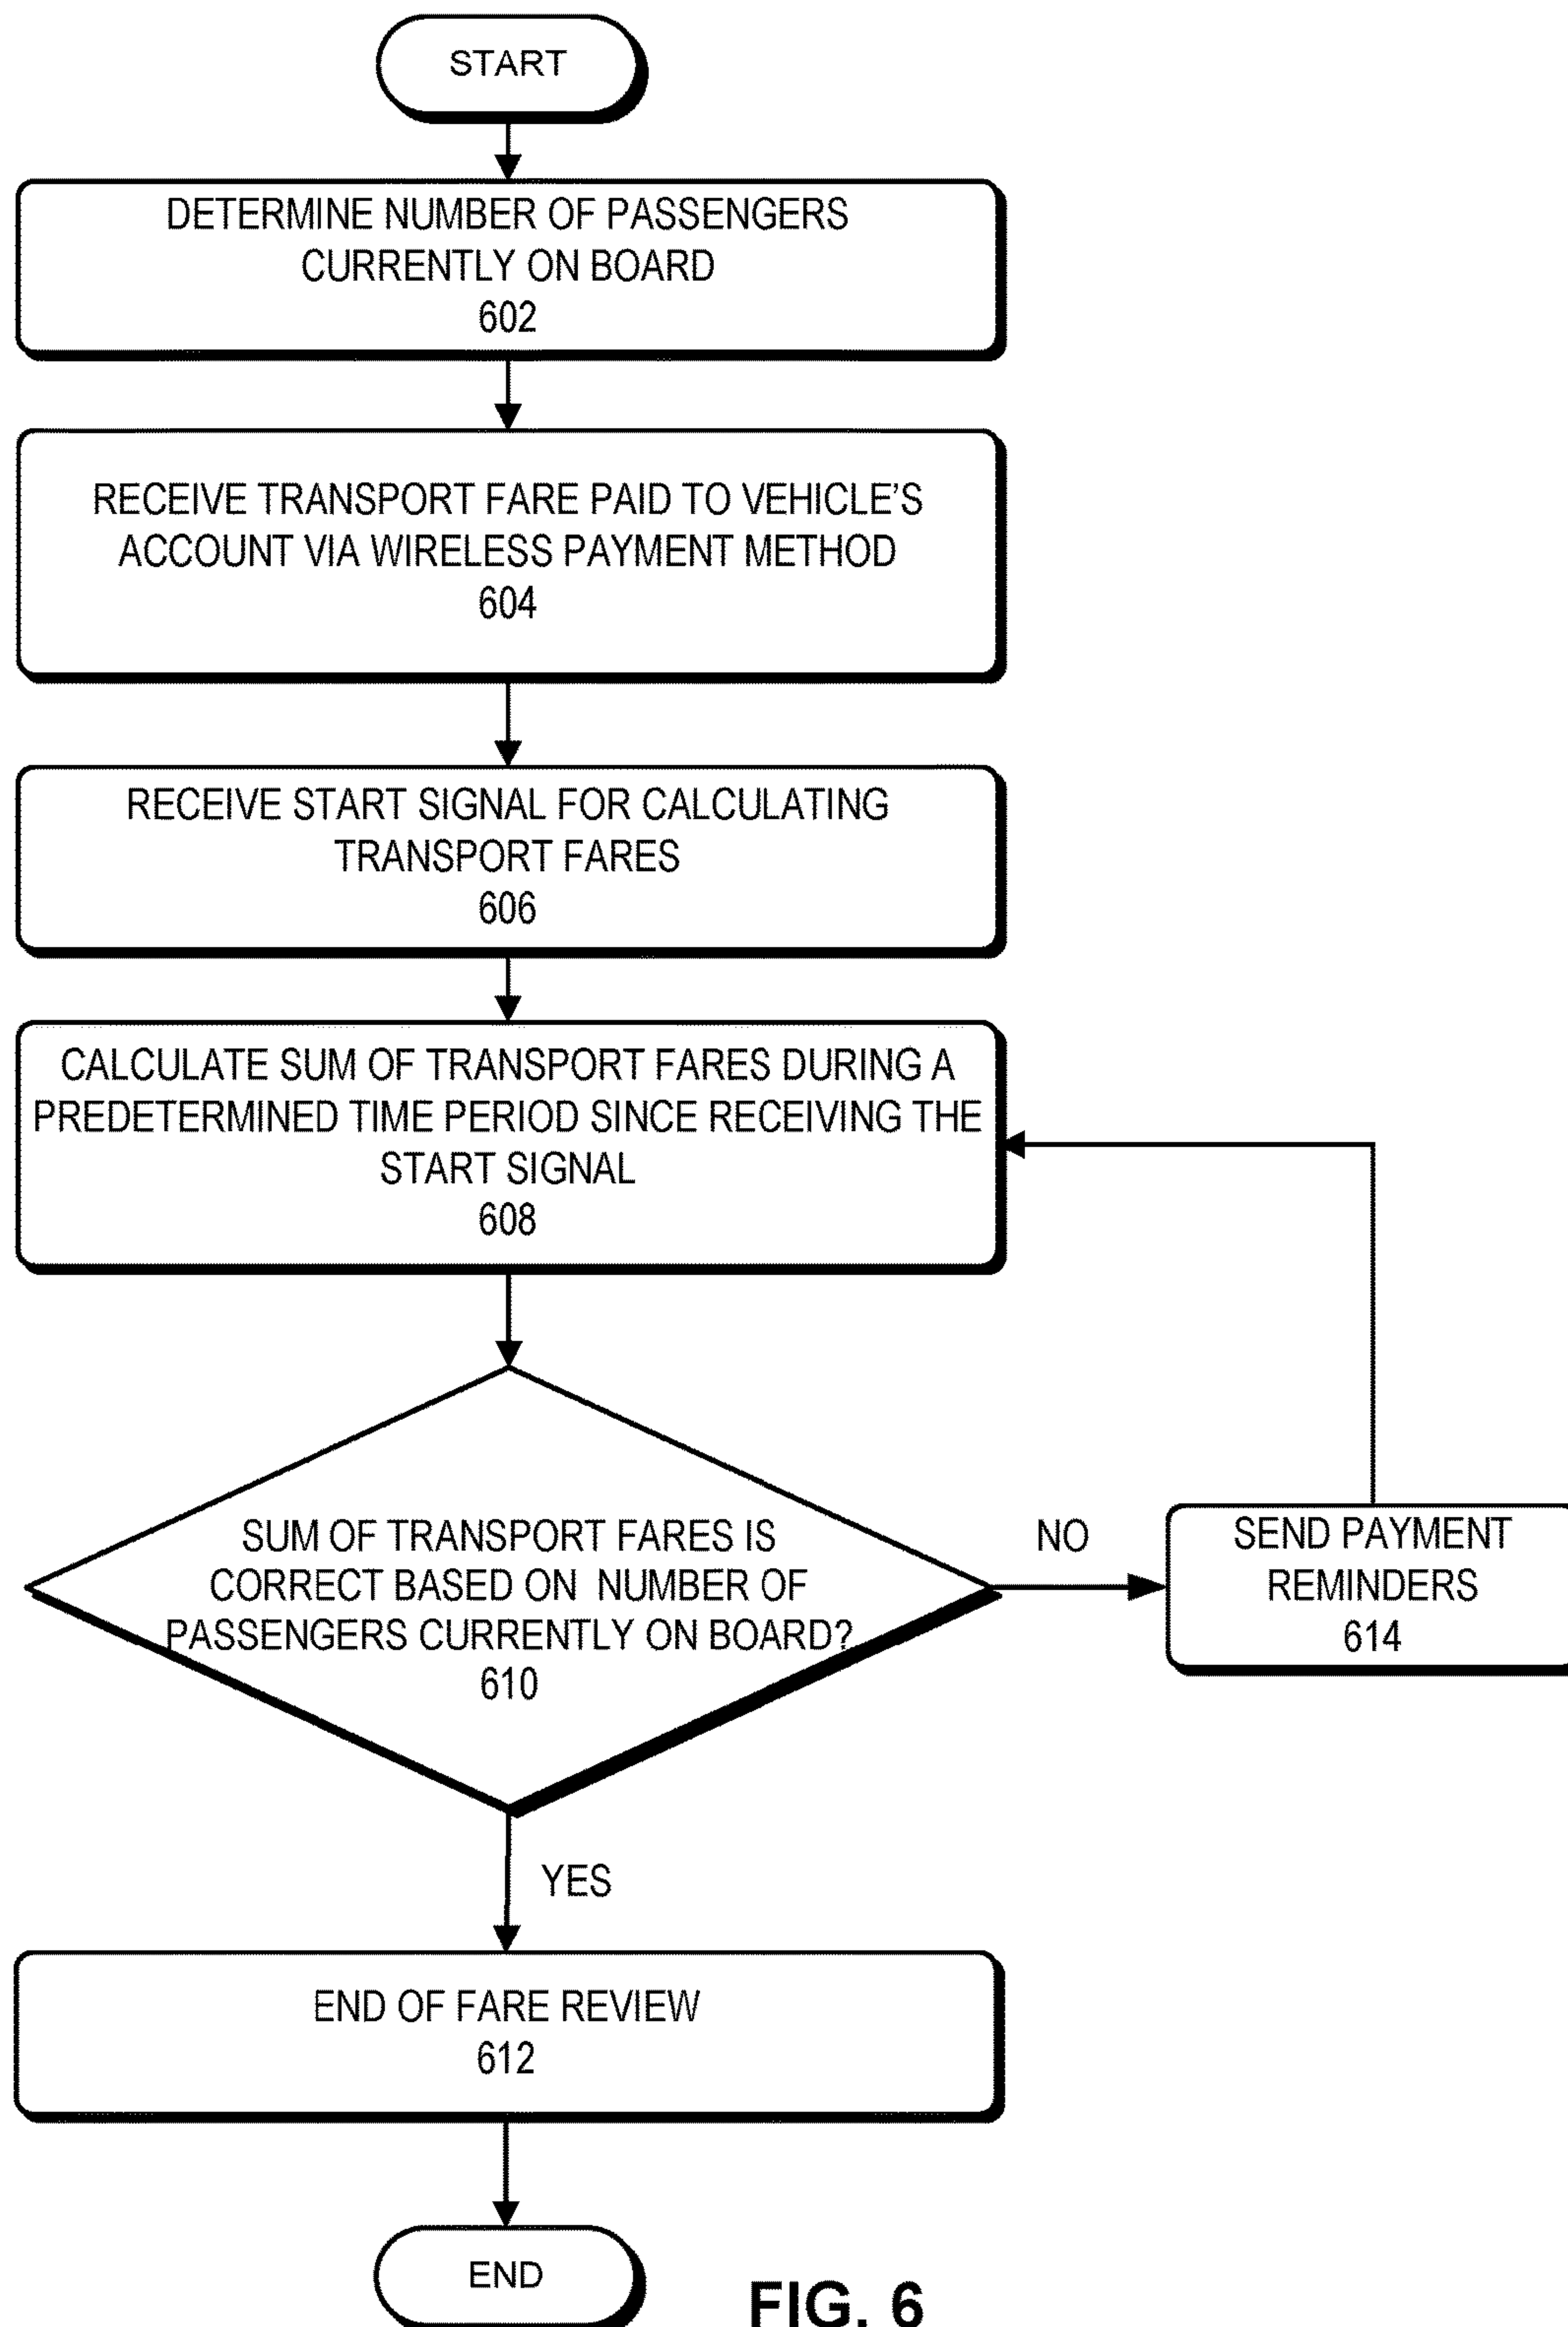 START
DETERMINE NUMBER OF PASSENGERS
CURRENTLY ON BOARD
602
RECEIVE TRANSPORT FARE PAID TO VEHICLE'S
ACCOUNT VIA WIRELESS PAYMENT METHOD
604
RECEIVE START SIGNAL FOR CALCULATING
TRANSPORT FARES
606
CALCULATE SUM OF TRANSPORT FARES DURING A
PREDETERMINED TIME PERIOD SINCE RECEIVING THE
START SIGNAL
608
SUM OF TRANSPORT FARES IS
CORRECT BASED ON NUMBER OF
PASSENGERS CURRENTLY ON BOARD?
610
NO
SEND PAYMENT
REMINDERS
614
YES
END OF FARE REVIEW
612
END
FIG. 6